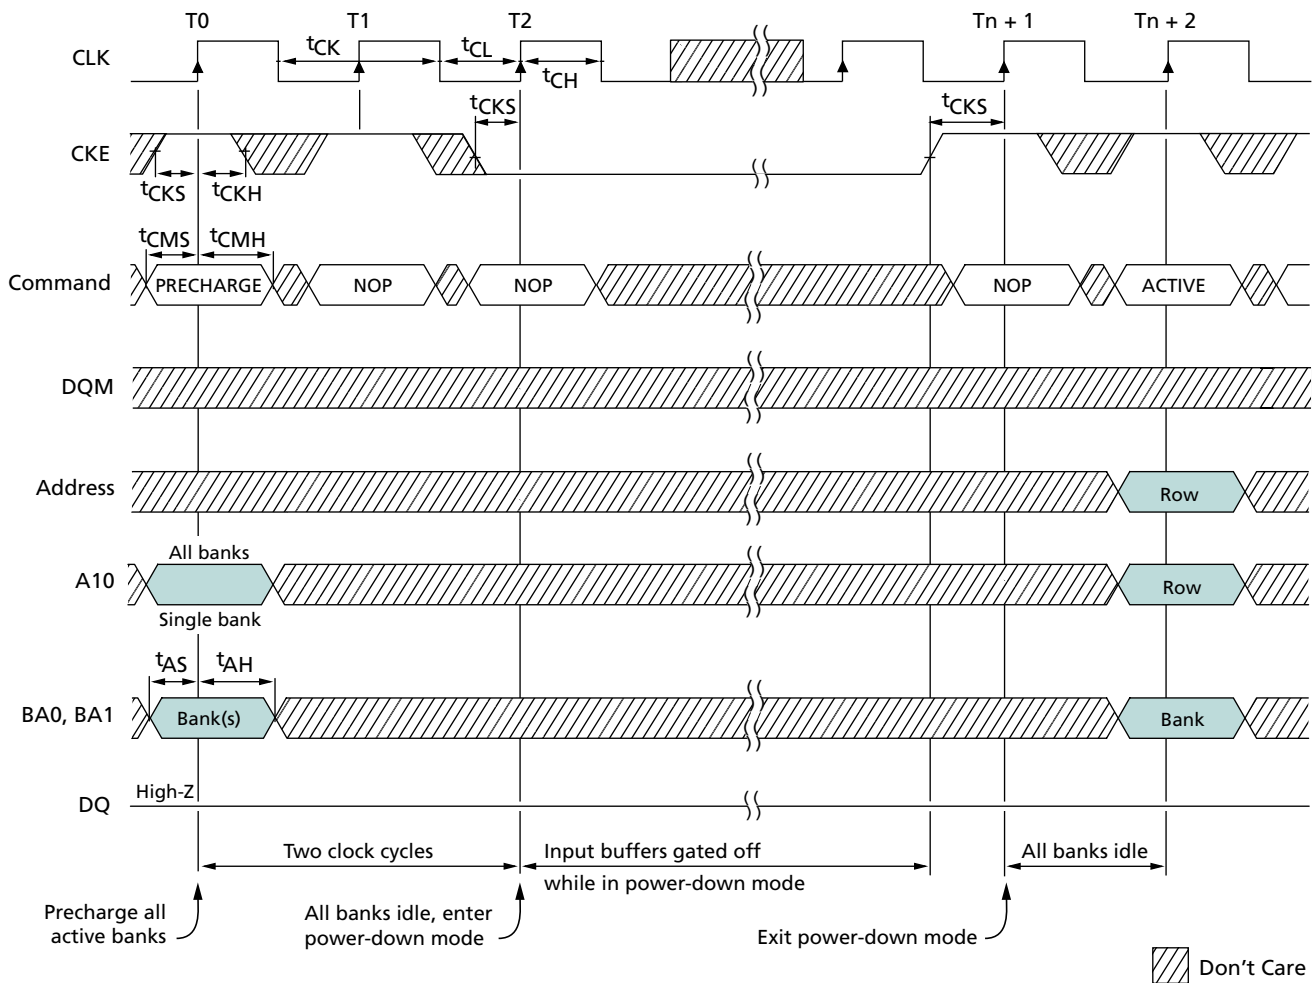 T0 T1 T2 Tn + 1 Tn + 2
CLK
tCK tCL
tCH
tCKS tCKS
CKE
tCKS tCKH
tCMS tCMH
Command PRECHARGE NOP NOP NOP ACTIVE
DQM
Address Row
All banks
A10 Row
Single bank
tAS tAH
BA0, BA1 Bank(s) Bank
High-Z
DQ
Two clock cycles
Input buffers gated off
while in power-down mode
All banks idle
Precharge all
active banks
All banks idle, enter
power-down mode
Exit power-down mode
Don't Care